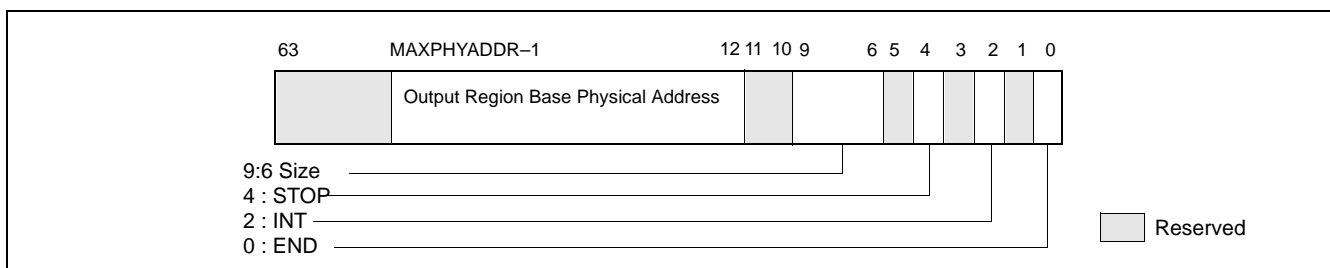 63 MAXPHYADDR–1 12 11 10 9 6 5 4 3 2 1 0
Output Region Base Physical Address
9:6 Size
4 : STOP
2 : INT
0 : END
Reserved